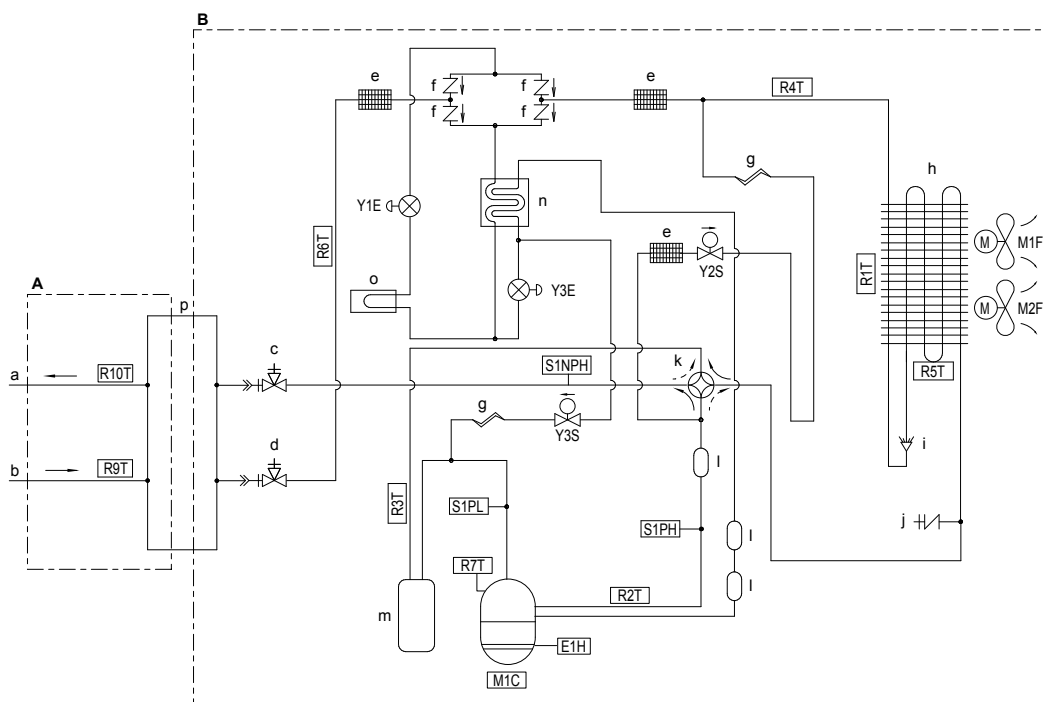 B
e
f
f
e
R4T
f
f
g
h
Y1E
n
R6T
e
Y2S
R1T
M
M1F
A
o
Y3E
M
M2F
p
c
S1NPH
k
R5T
a
R10T
g
Y3S
b
R9T
d
l
i
R3T
S1PL
S1PH
l
j
R7T
R2T
l
m
E1H
M1C